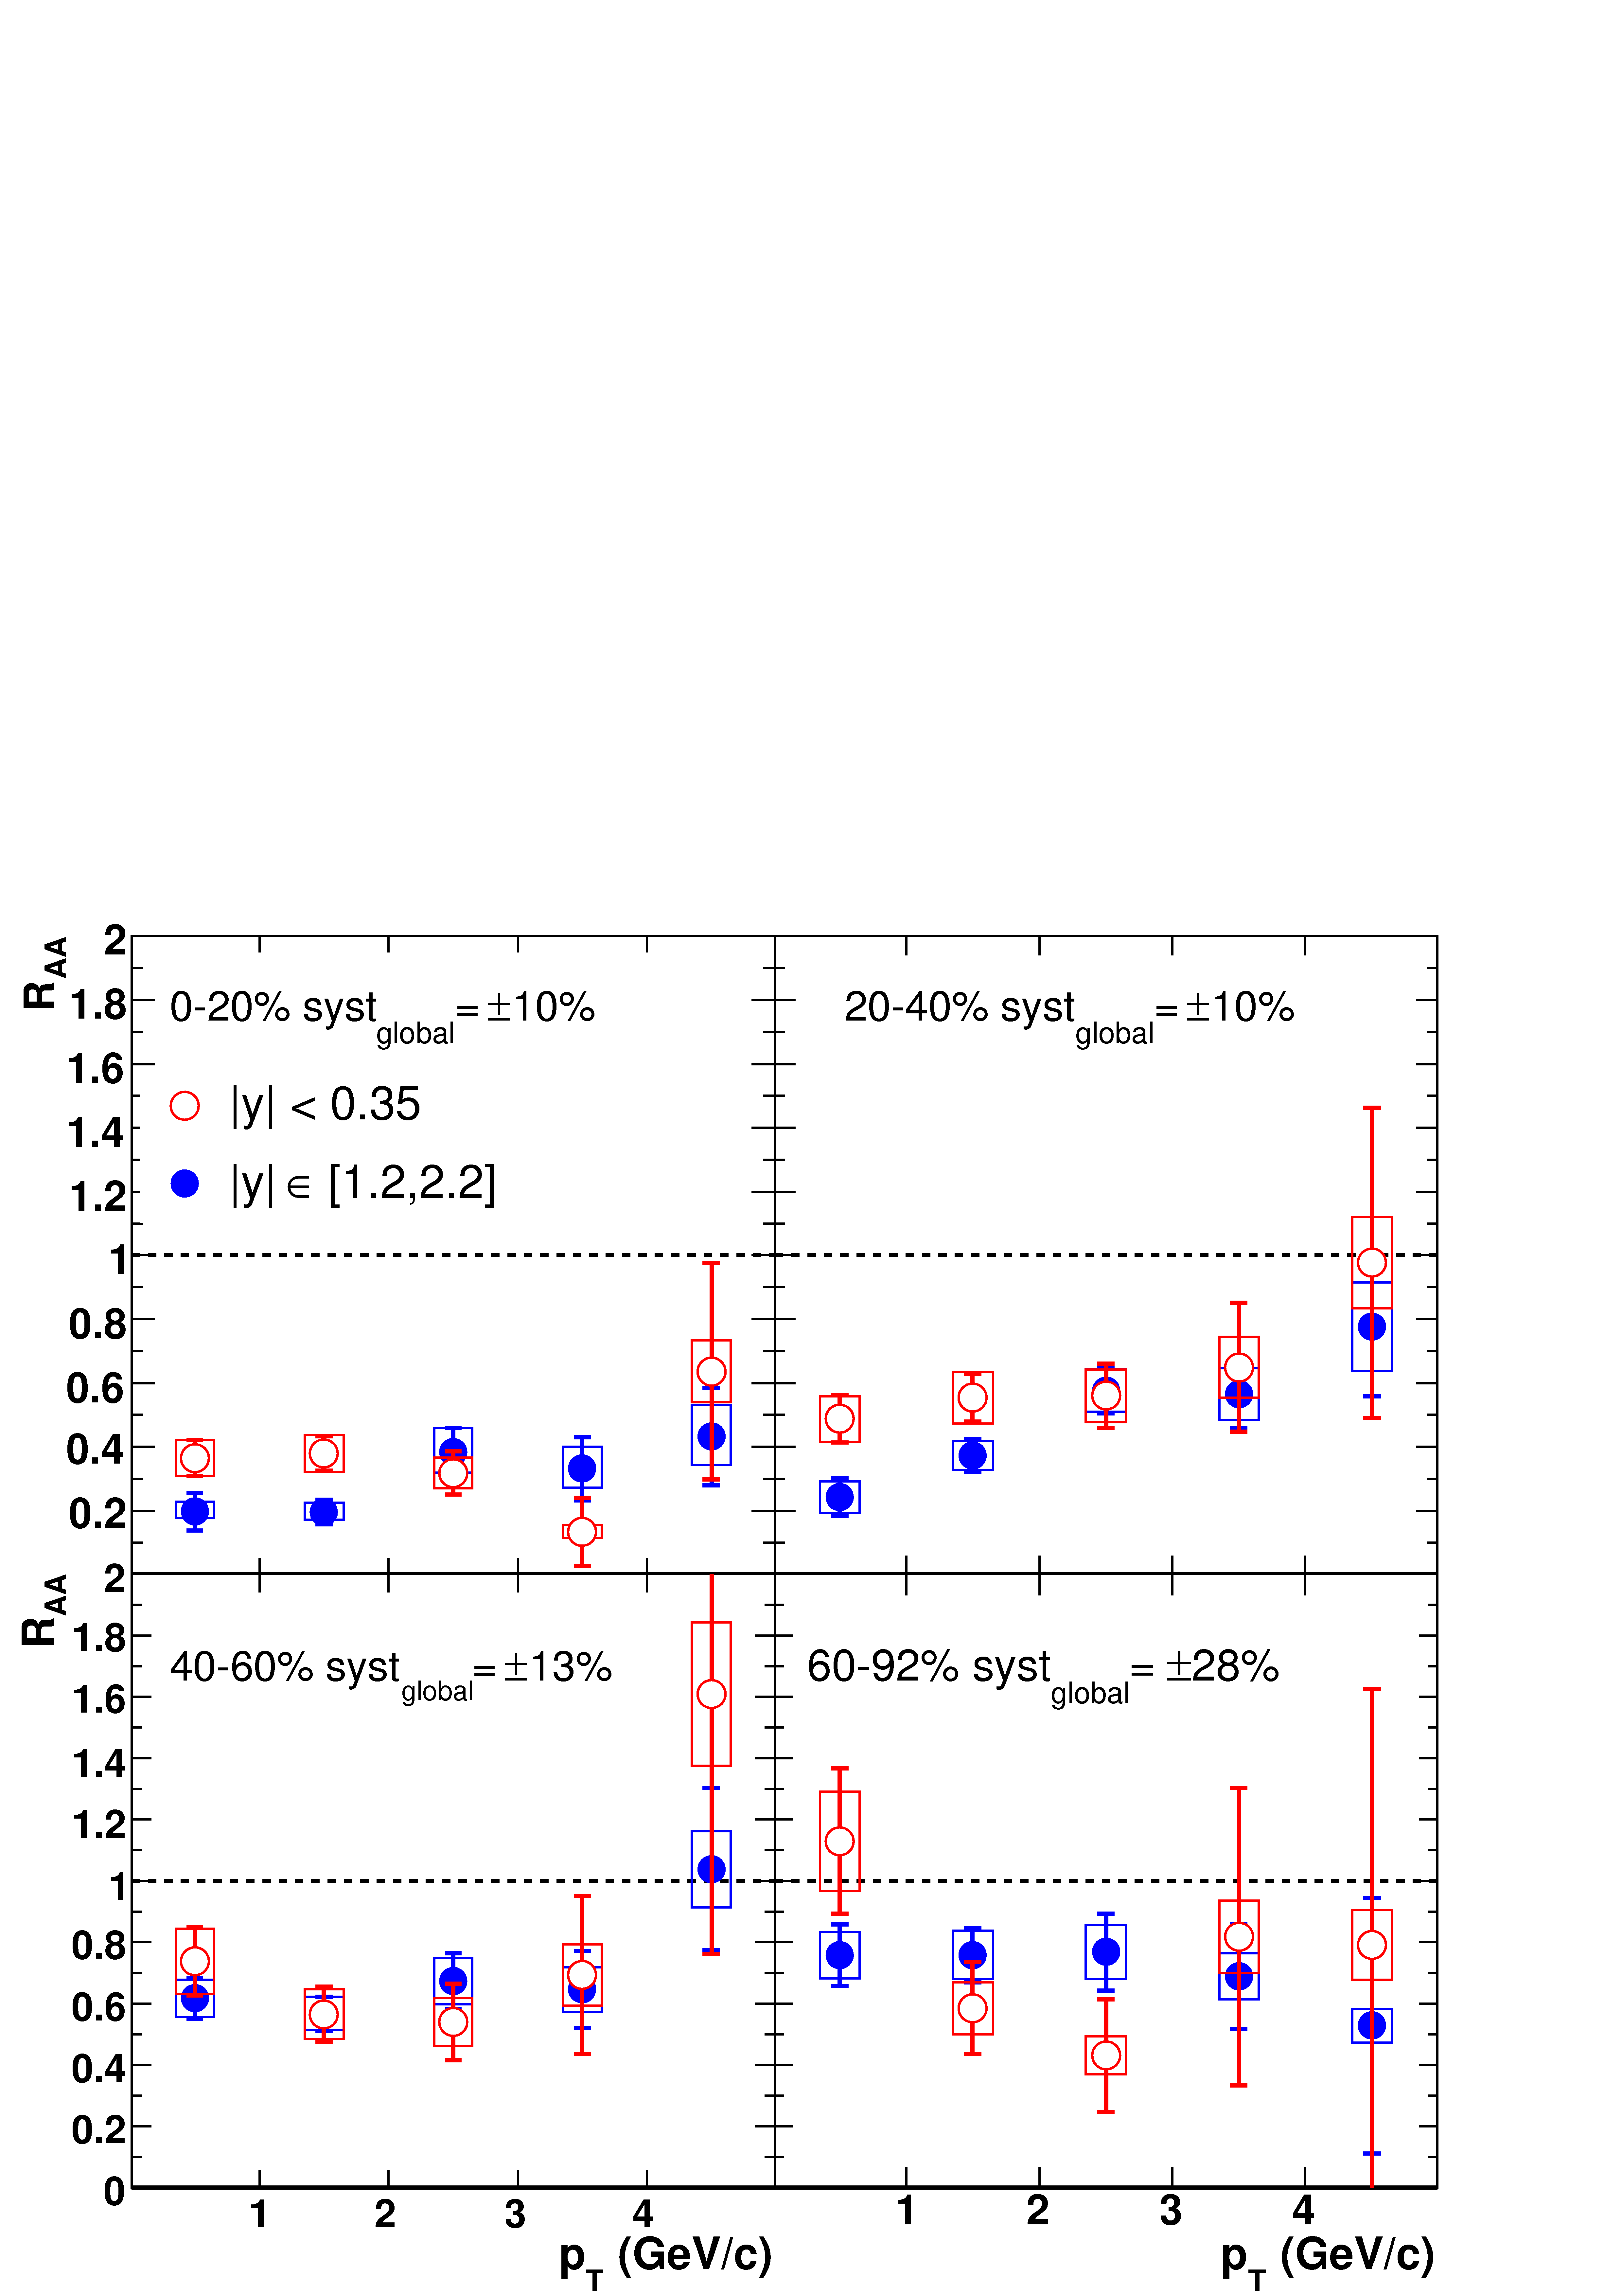 R_AA
2
1.8
1.6
1.4
1.2
1
0.8
0.6
0.4
0.2
0-20% syst_global=±10%
|y| < 0.35
|y| ∈ [1.2,2.2]
20-40% syst_global=±10%
R_AA
2
1.8
1.6
1.4
1.2
1
0.8
0.6
0.4
0.2
0
40-60% syst_global=±13%
60-92% syst_global= ±28%
1 2 3 4
1 2 3 4
p_T (GeV/c)
p_T (GeV/c)